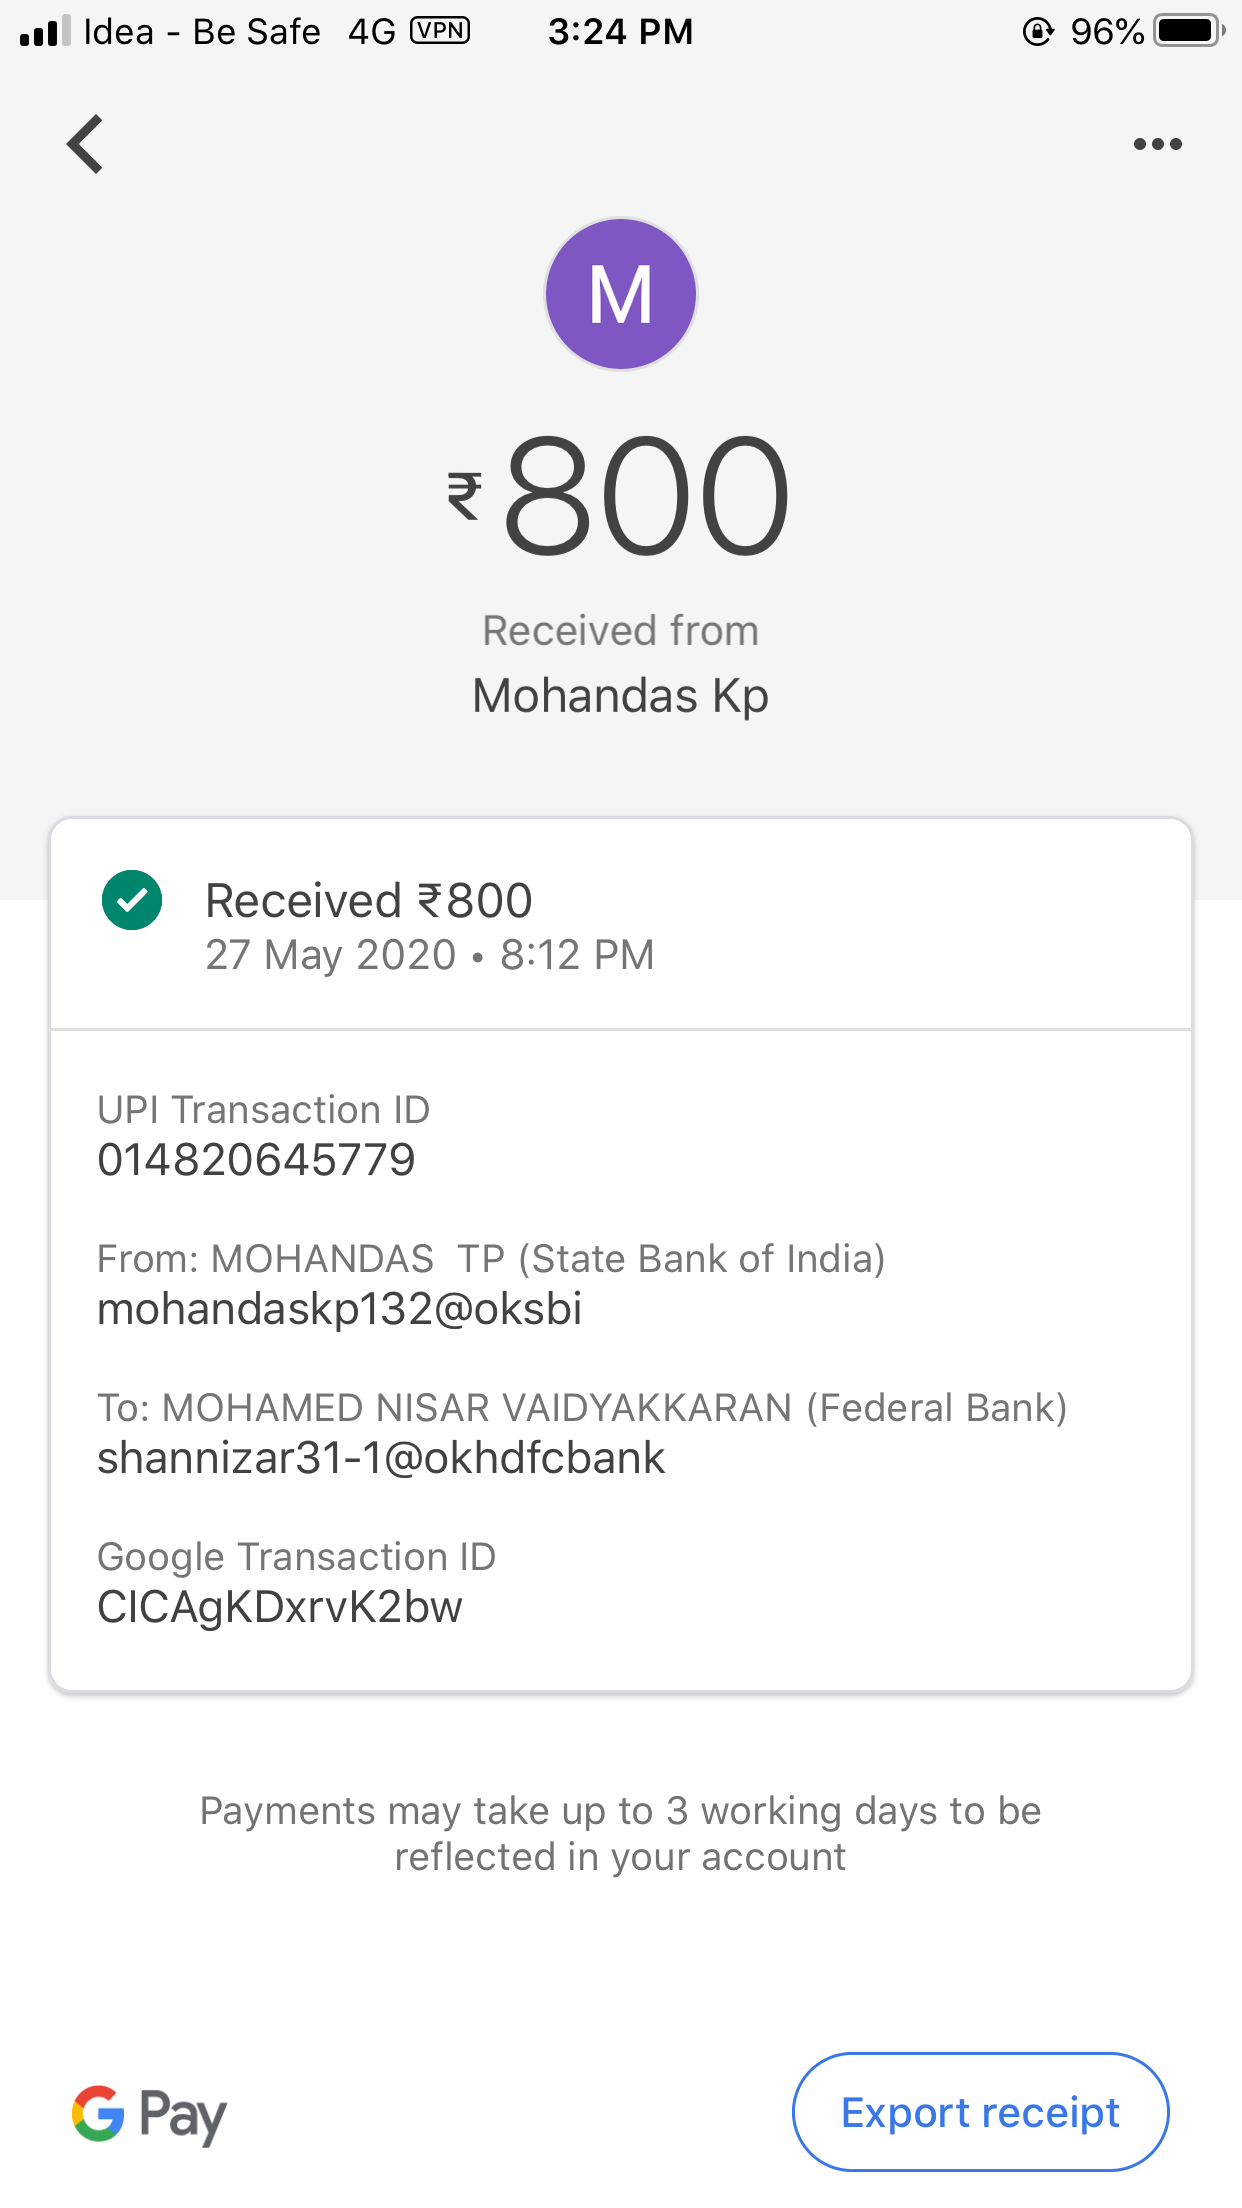 Idea - Be Safe 4G VPN 3:24 PM 96%
M
₹800
Received from
Mohandas Kp
Received ₹800
27 May 2020 • 8:12 PM
UPI Transaction ID
014820645779
From: MOHANDAS  TP (State Bank of India)
mohandaskp132@oksbi
To: MOHAMED NISAR VAIDYAKKARAN (Federal Bank)
shannizar31-1@okhdfcbank
Google Transaction ID
CICAgKDxrvK2bw
Payments may take up to 3 working days to be
reflected in your account
G Pay
Export receipt